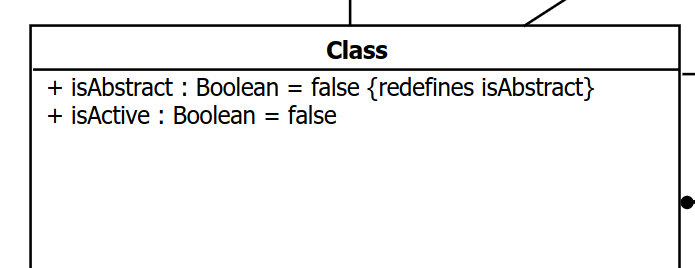 Class
+ isAbstract : Boolean = false {redefines isAbstract}
+ isActive : Boolean = false